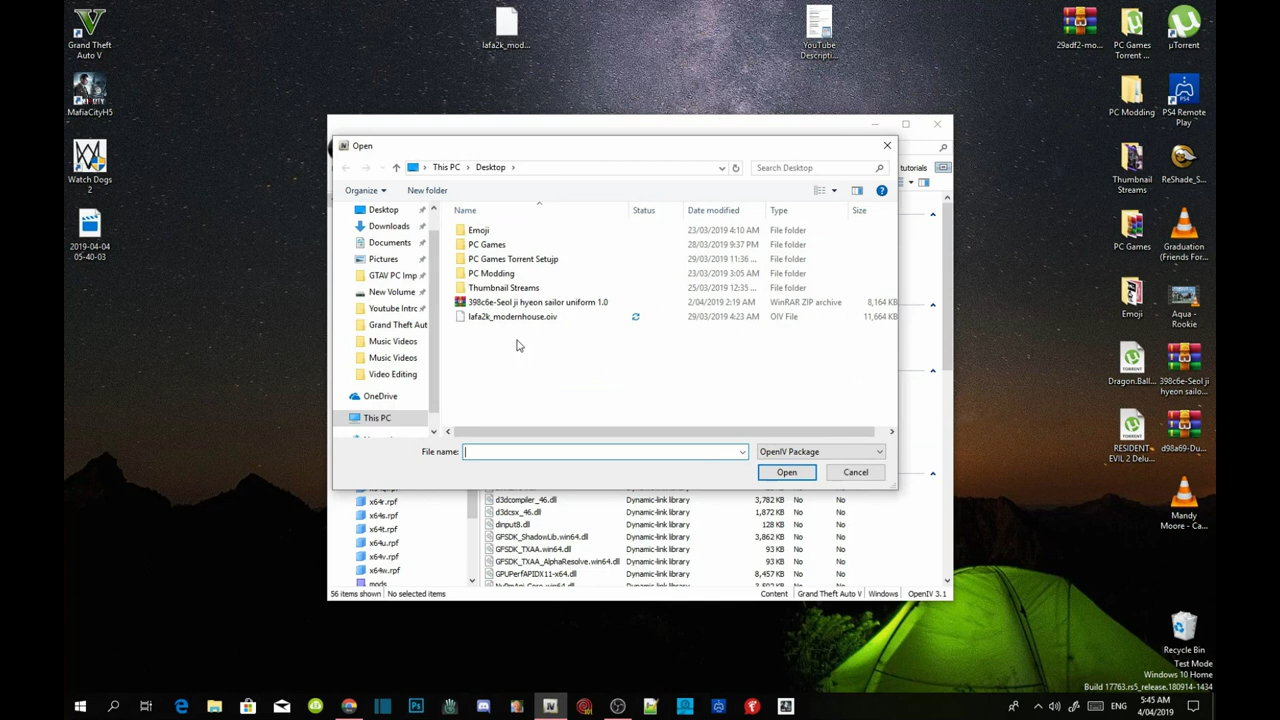 Grand Theft
Auto V
MafiaCityH5
Watch Dogs
2
2019-04-04
05-40-03
lafa2k_mod...
YouTube
Descripti...
29adf2-mo...
PC Games
Torrent ...
µTorrent
PC Modding
PS4 Remote
Play
Thumbnail
Streams
ReShade_S...
PC Games
Graduation
(Friends For...
Emoji
Aqua -
Rookie
Dragon.Ball...
398c6e-Seol ji
hyeon sailo...
RESIDENT
EVIL 2 Delu...
d98a69-Du...
Mandy
Moore - Ca...
Recycle Bin
tutorials
Open
This PC
Desktop
Search Desktop
Organize
New folder
Name
Status
Date modified
Type
Size
Desktop
Downloads
Documents
Pictures
GTAV PC Imp
New Volume
Youtube Intrc
Grand Theft Aut
Music Videos
Music Videos
Video Editing
OneDrive
This PC
Emoji 23/03/2019 4:10 AM File folder
PC Games 28/03/2019 9:37 PM File folder
PC Games Torrent Setujp 29/03/2019 11:36 ... File folder
PC Modding 23/03/2019 3:05 AM File folder
Thumbnail Streams 25/03/2019 12:35 ... File folder
398c6e-Seol ji hyeon sailor uniform 1.0 2/04/2019 2:19 AM WinRAR ZIP archive 8,164 KB
lafa2k_modernhouse.oiv 29/03/2019 4:23 AM OIV File 11,664 KB
File name:
OpenIV Package
Open
Cancel
x64r.rpf
x64s.rpf
x64t.rpf
x64u.rpf
x64v.rpf
x64w.rpf
mods
d3dcompiler_46.dll Dynamic-link library 3,782 KB No No
d3dcsx_46.dll Dynamic-link library 1,872 KB No No
dinput8.dll Dynamic-link library 128 KB No No
GFSDK_ShadowLib.win64.dll Dynamic-link library 3,862 KB No No
GFSDK_TXAA.win64.dll Dynamic-link library 93 KB No No
GFSDK_TXAA_AlphaResolve.win64.dll Dynamic-link library 93 KB No No
GPUPerfAPIDX11-x64.dll Dynamic-link library 8,457 KB No No
56 items shown No selected items Content Grand Theft Auto V Windows OpenIV 3.1
Test Mode
Windows 10 Home
Build 17763.rs5_release.180914-1434
ENG
5:45 AM
4/04/2019